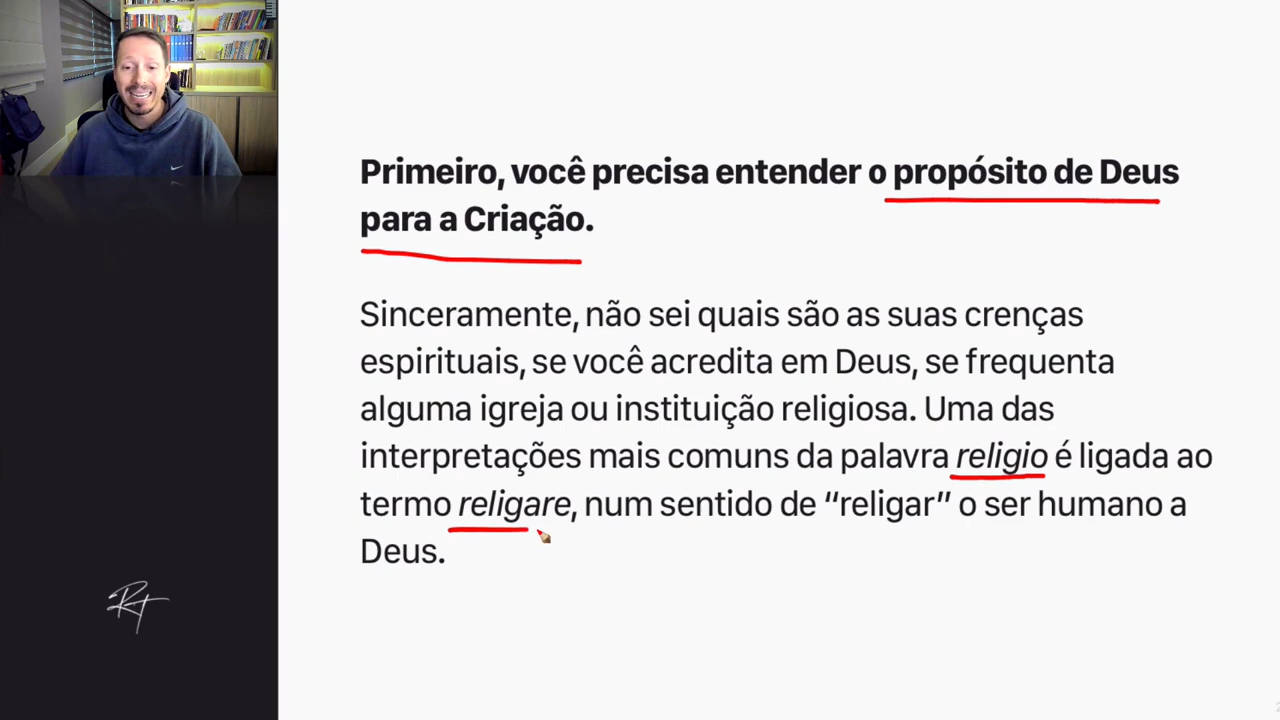 Primeiro, você precisa entender o propósito de Deus
para a Criação.
Sinceramente, não sei quais são as suas crenças
espirituais, se você acredita em Deus, se frequenta
alguma igreja ou instituição religiosa. Uma das
interpretações mais comuns da palavra religio é ligada ao
termo religare, num sentido de “religar” o ser humano a
Deus.